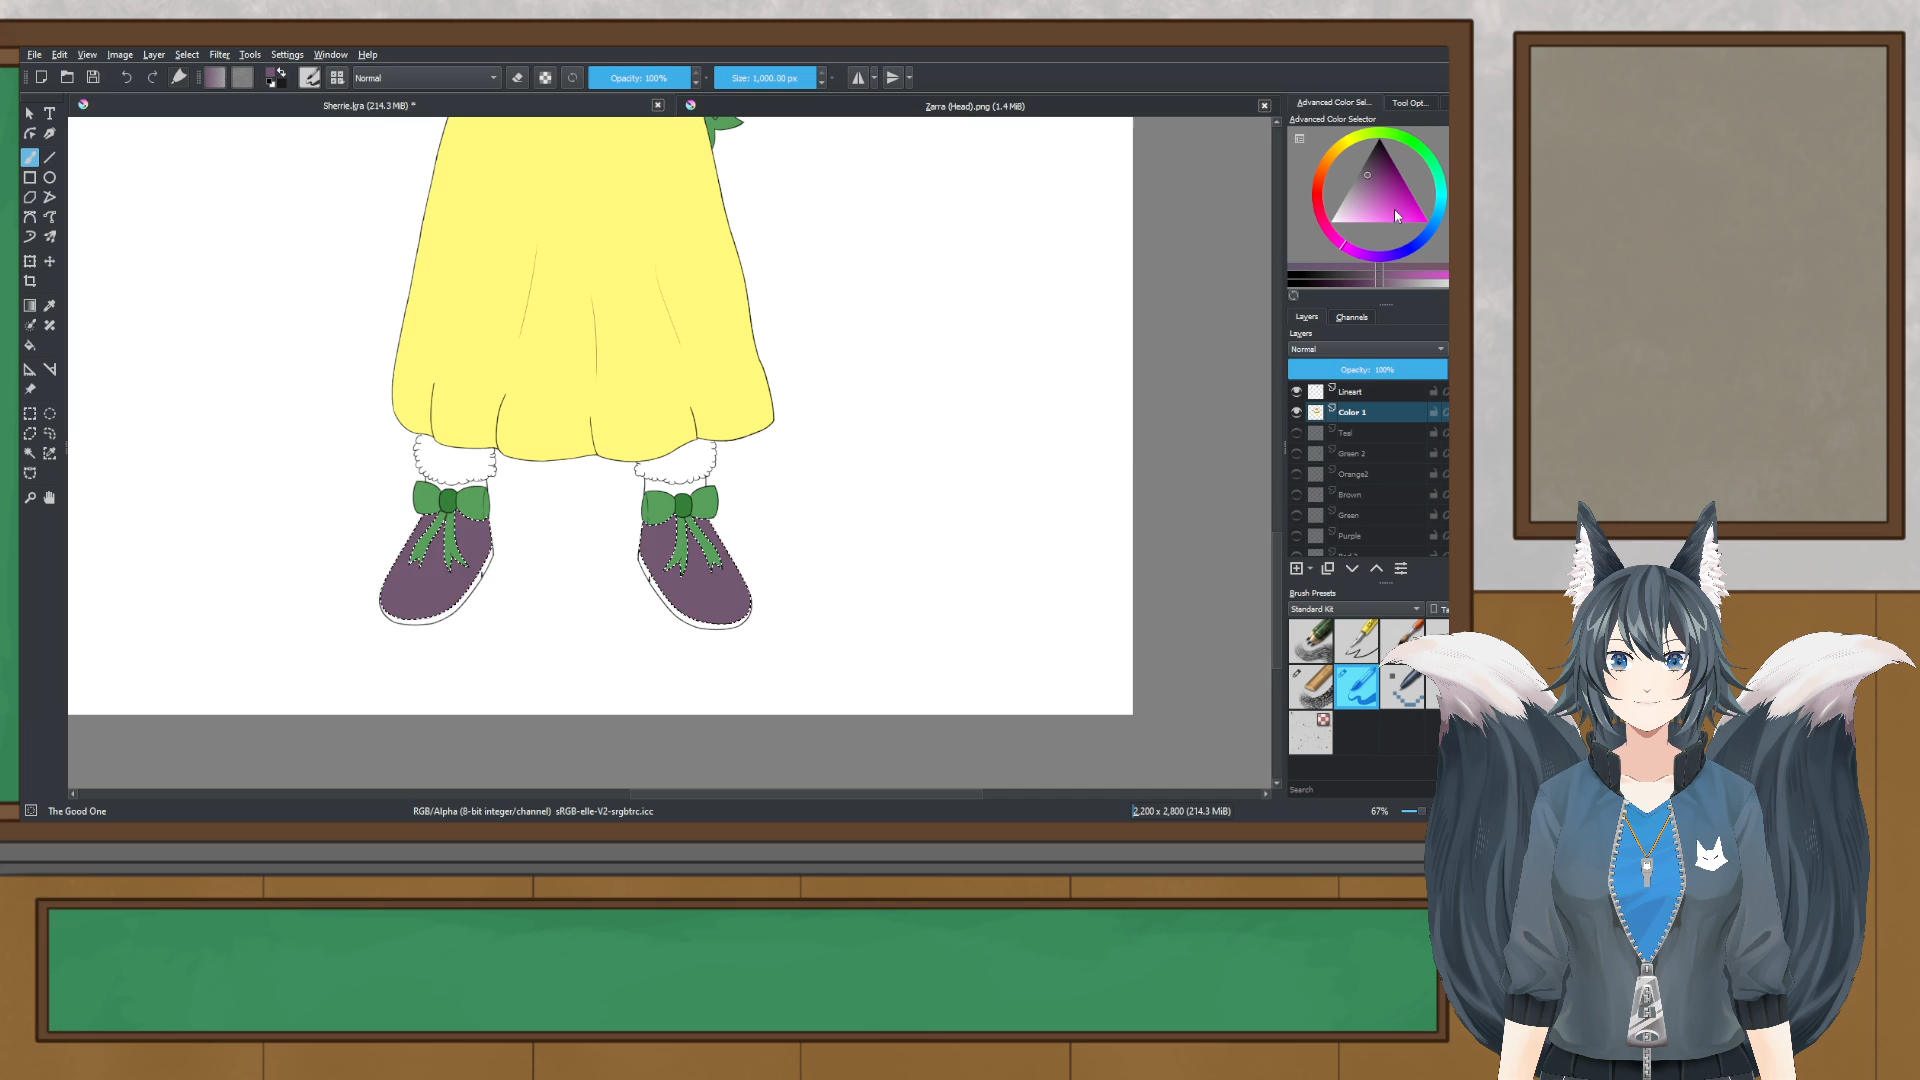 File Edit View Image Layer Select Filter Tools Settings Window Help
Normal
Opacity: 100%
Size: 1,000.00 px
Sherrie.kra (214.3 MiB) *
Zarra (Head).png (1.4 MiB)
Advanced Color Sel...
Tool Opt...
Advanced Color Selector
Layers
Channels
Layers
Normal
Opacity: 100%
Lineart
Color 1
Teal
Green 2
Orange2
Brown
Green
Purple
Brush Presets
Standard Kit
Ta
Search
The Good One
RGB/Alpha (8-bit integer/channel) sRGB-elle-V2-srgbtrc.icc
2,200 x 2,800 (214.3 MiB)
67%